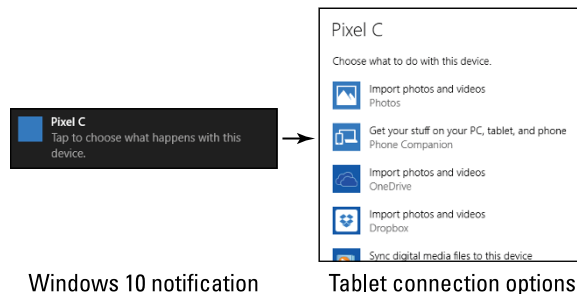 Pixel C
Tap to choose what happens with this
device.
Windows 10 notification
Pixel C
Choose what to do with this device.
Import photos and videos
Photos
Get your stuff on your PC, tablet, and phone
Phone Companion
Import photos and videos
OneDrive
Import photos and videos
Dropbox
Sync digital media files to this device
Tablet connection options